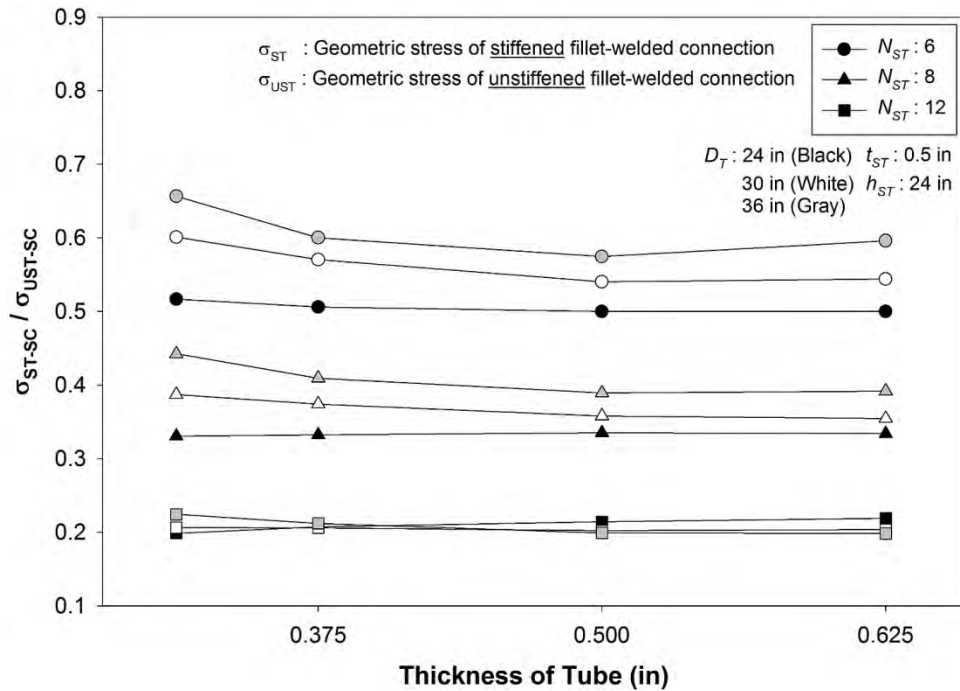 0.9
0.8
0.7
0.6
0.5
0.4
0.3
0.2
0.1
σST-SC / σUST-SC
σST : Geometric stress of stiffened fillet-welded connection
σUST : Geometric stress of unstiffened fillet-welded connection
NST : 6
NST : 8
NST : 12
DT : 24 in (Black) tST : 0.5 in
30 in (White) hST : 24 in
36 in (Gray)
0.375 0.500 0.625
Thickness of Tube (in)